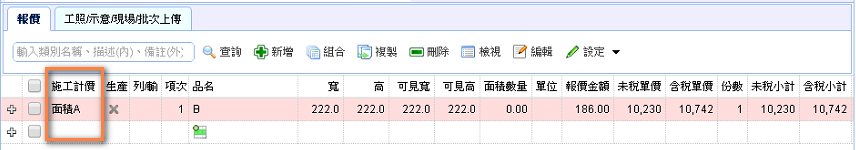 報價 工照/示意/現場/批次上傳
輸入類別名稱、描述(內)、備註(外) 查詢 新增 組合 複製 刪除 檢視 編輯 設定
施工計價 生產 列/輸 項次 品名 寬 高 可見寬 可見高 面積數量 單位 報價金額 未稅單價 含稅單價 份數 未稅小計 含稅小計
面積A 1 B 222.0 222.0 222.0 222.0 0.00 186.00 10,230 10,742 1 10,230 10,742